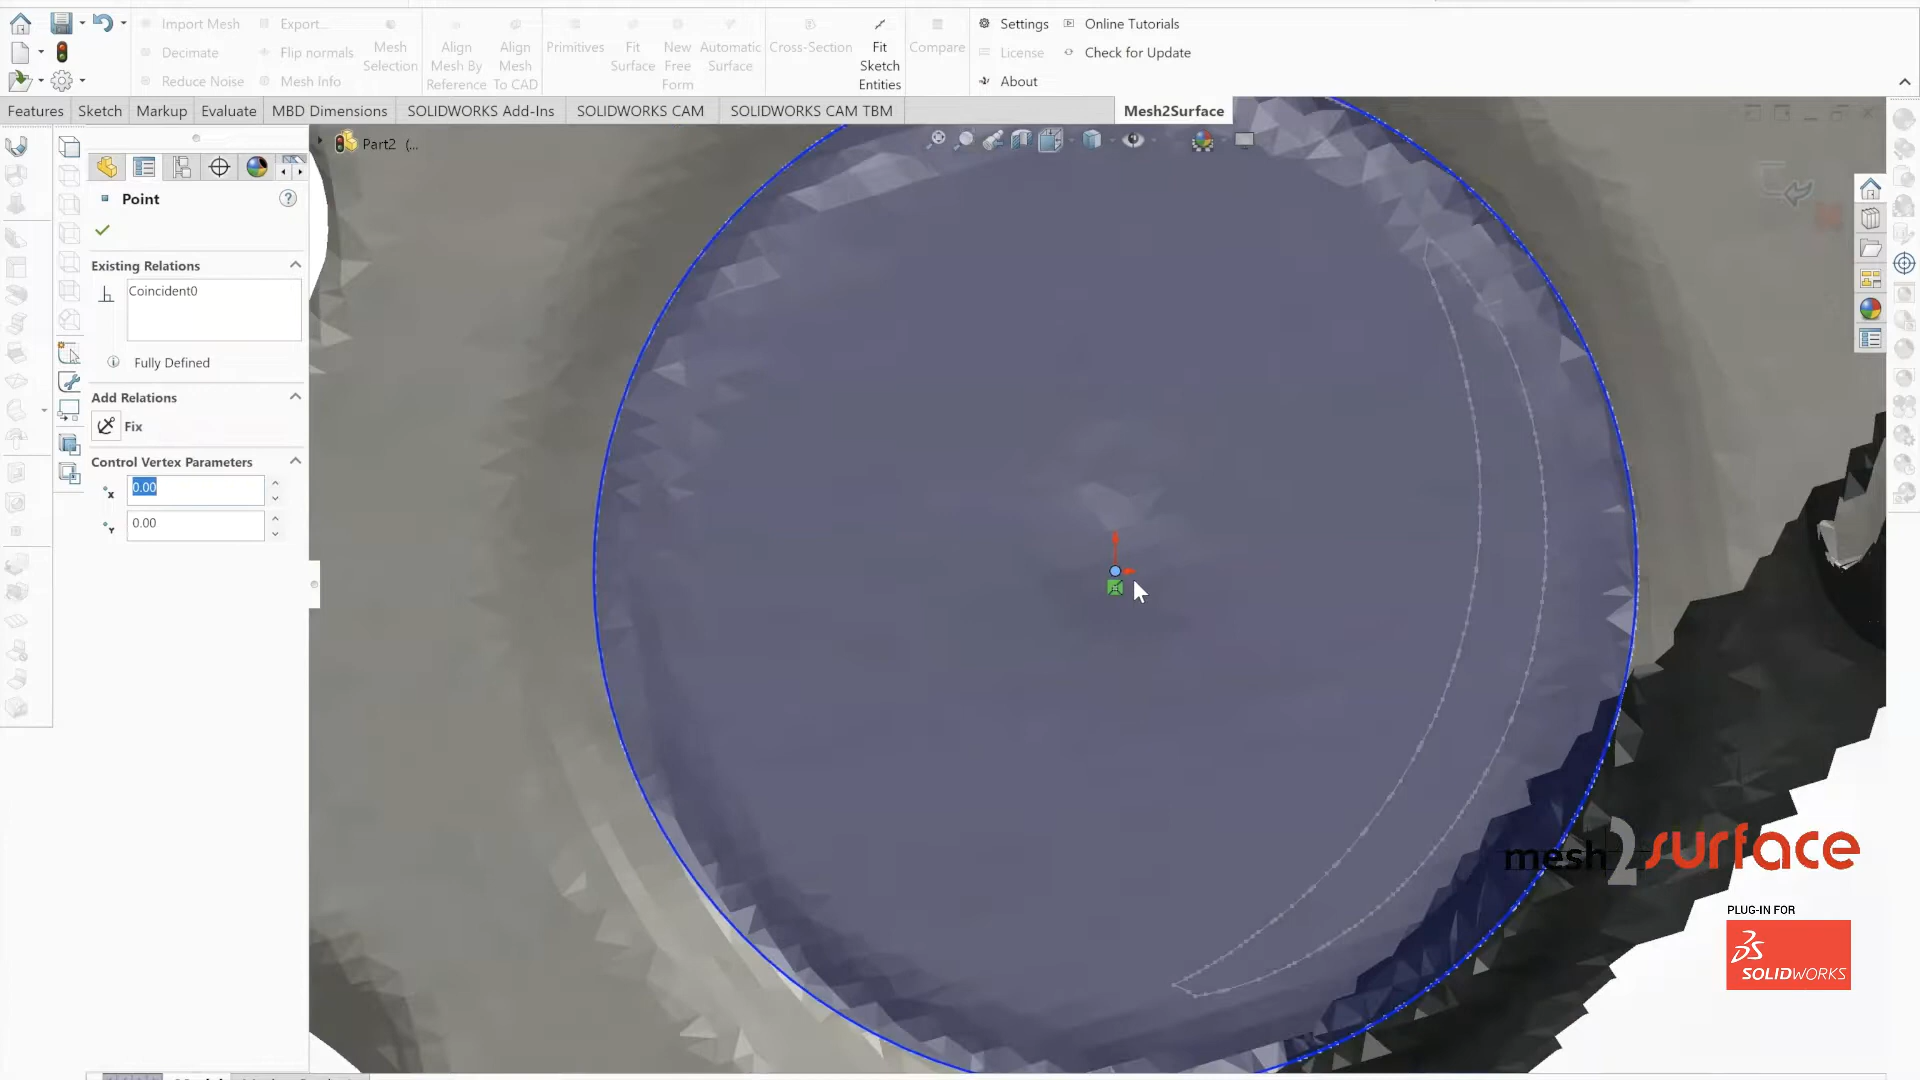 Import Mesh
Export...
Decimate
Flip normals
Reduce Noise
Mesh Info
Mesh Selection
Align Mesh By Reference
Align Mesh To CAD
Primitives
Fit Surface
New Free Form
Automatic Surface
Cross-Section
Fit Sketch Entities
Compare
Settings
Online Tutorials
License
Check for Update
About
Features
Sketch
Markup
Evaluate
MBD Dimensions
SOLIDWORKS Add-Ins
SOLIDWORKS CAM
SOLIDWORKS CAM TBM
Mesh2Surface
Part2 (...
Point
Existing Relations
Coincident0
Fully Defined
Add Relations
Fix
Control Vertex Parameters
X
0.00
Y
0.00
mesh2surface
PLUG-IN FOR
SOLIDWORKS